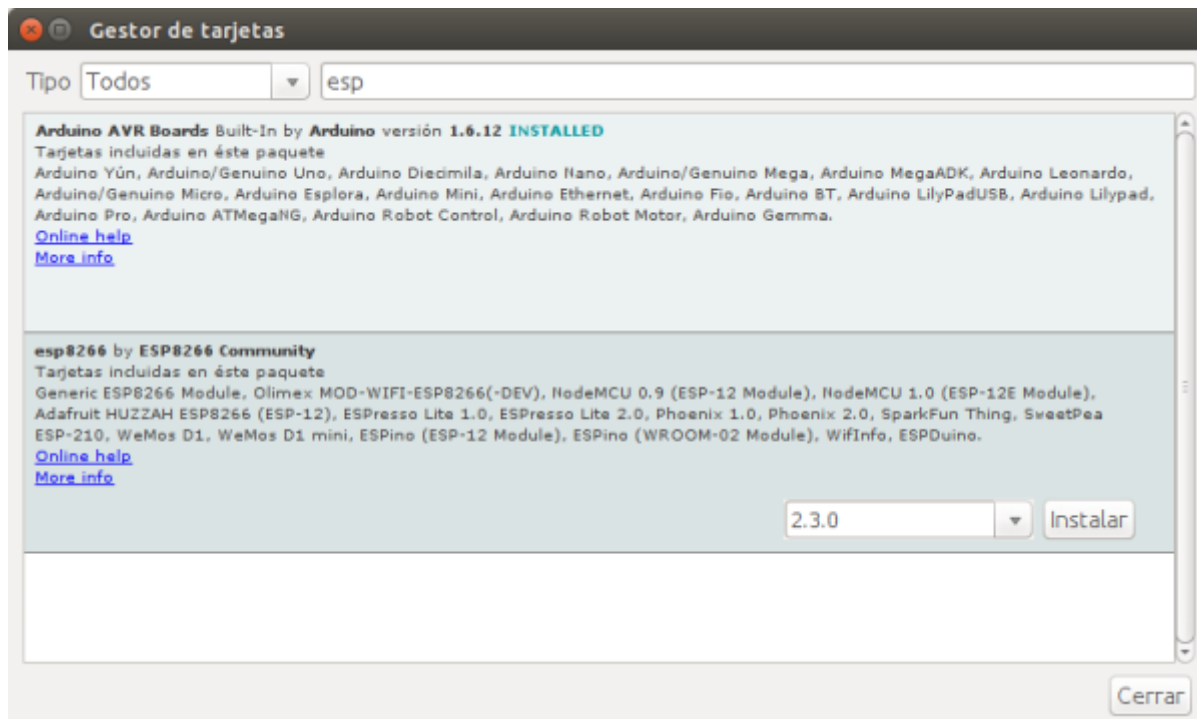 Gestor de tarjetas
Tipo Todos esp
Arduino AVR Boards Built-In by Arduino versión 1.6.12 INSTALLED
Tarjetas incluidas en éste paquete
Arduino Yún, Arduino/Genuino Uno, Arduino Diecimila, Arduino Nano, Arduino/Genuino Mega, Arduino MegaADK, Arduino Leonardo,
Arduino/Genuino Micro, Arduino Esplora, Arduino Mini, Arduino Ethernet, Arduino Fio, Arduino BT, Arduino LilyPadUSB, Arduino Lilypad,
Arduino Pro, Arduino ATMegaNG, Arduino Robot Control, Arduino Robot Motor, Arduino Gemma.
Online help
More info
esp8266 by ESP8266 Community
Tarjetas incluidas en éste paquete
Generic ESP8266 Module, Olimex MOD-WIFI-ESP8266(-DEV), NodeMCU 0.9 (ESP-12 Module), NodeMCU 1.0 (ESP-12E Module),
Adafruit HUZZAH ESP8266 (ESP-12), ESPresso Lite 1.0, ESPresso Lite 2.0, Phoenix 1.0, Phoenix 2.0, SparkFun Thing, SweetPea
ESP-210, WeMos D1, WeMos D1 mini, ESPino (ESP-12 Module), ESPino (WROOM-02 Module), WifInfo, ESPDuino.
Online help
More info
2.3.0 Instalar
Cerrar